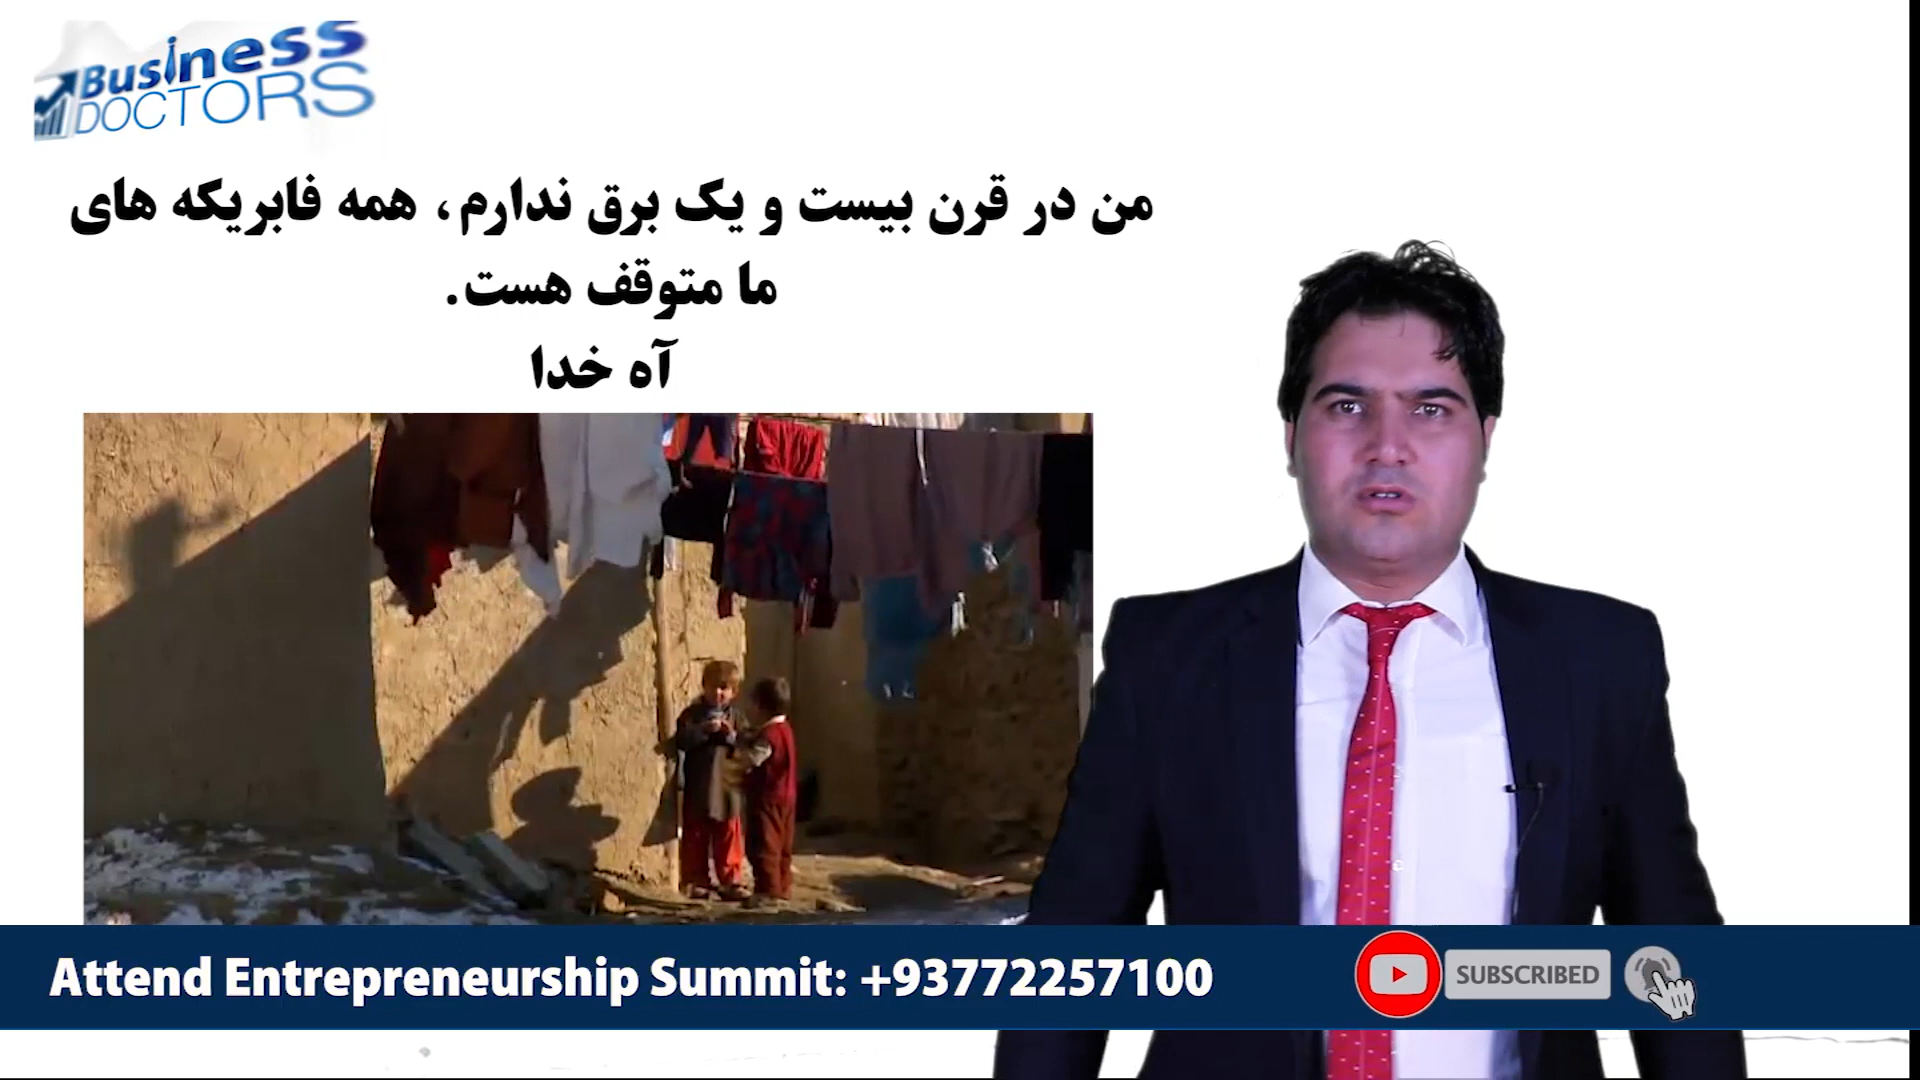 Business
DOCTORS
من در قرن بیست و یک برق ندارم، همه فابریکه های
ما متوقف هست.
آه خدا
Attend Entrepreneurship Summit: +93772257100
SUBSCRIBED